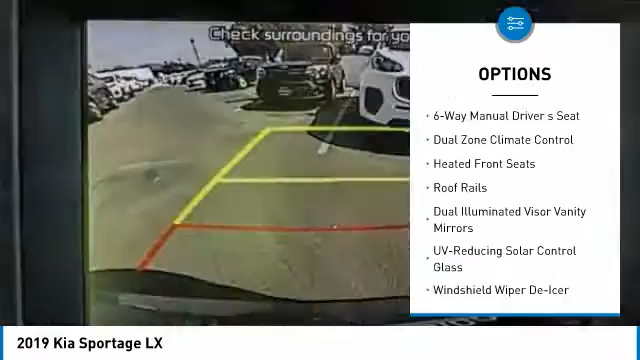 Check surroundings for yo
OPTIONS
6-Way Manual Driver s Seat
Dual Zone Climate Control
Heated Front Seats
Roof Rails
Dual Illuminated Visor Vanity
Mirrors
UV-Reducing Solar Control
Glass
Windshield Wiper De-Icer
2019 Kia Sportage LX